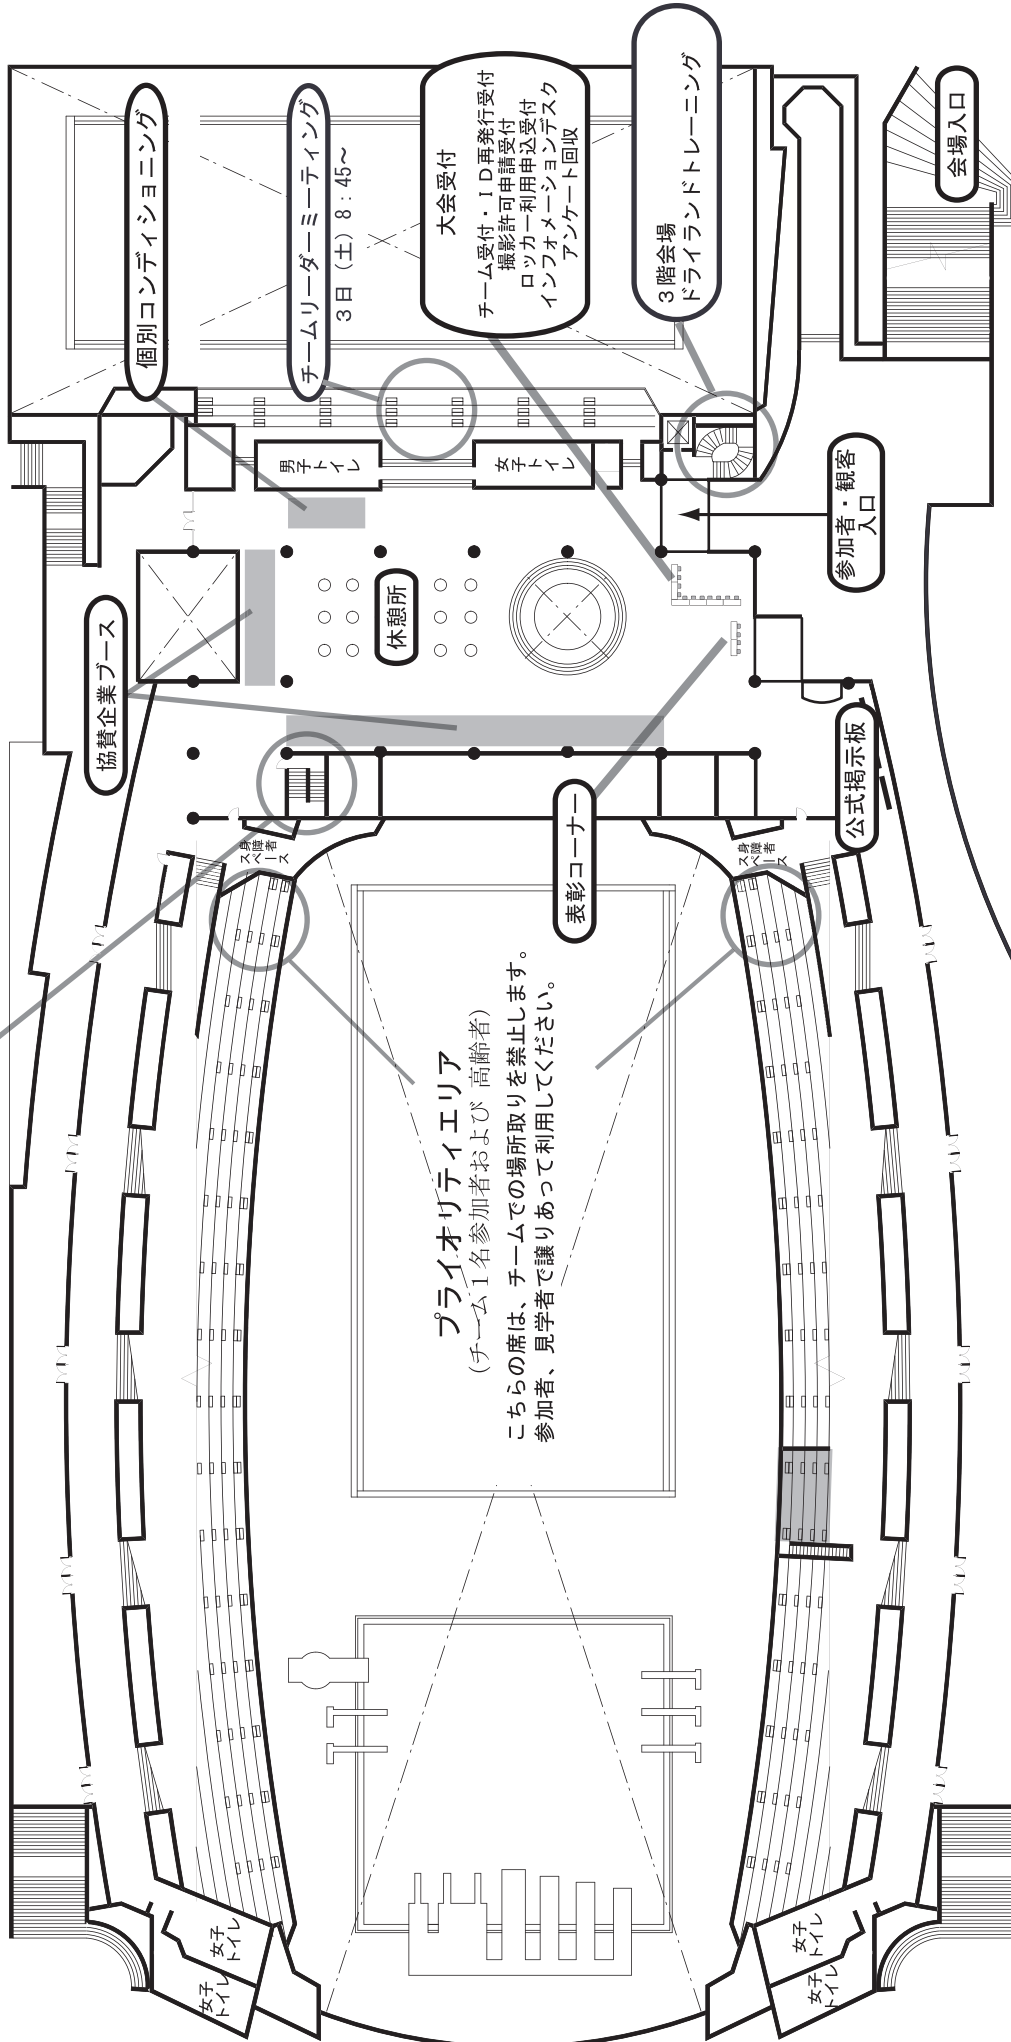 個別コンディショニング
チームリーダーミーティング
3日（土）8：45～
大会受付
チーム受付・ＩＤ再発行受付
撮影許可申請受付
ロッカー利用申込受付
インフォメーションデスク
アンケート回収
3階会場
ドライランドトレーニング
会場入口
男子
トイレ
女子
トイレ
参加者・観客
入口
休憩所
協賛企業ブース
公式掲示板
表彰コーナー
身障者
スペース
身障者
スペース
プライオリティエリア
（チーム１名参加者および 高齢者）
こちらの席は、チームでの場所取りを禁止します。
参加者、見学者で譲りあって利用してください。
女子
トイレ
女子
トイレ
女子
トイレ
女子
トイレ